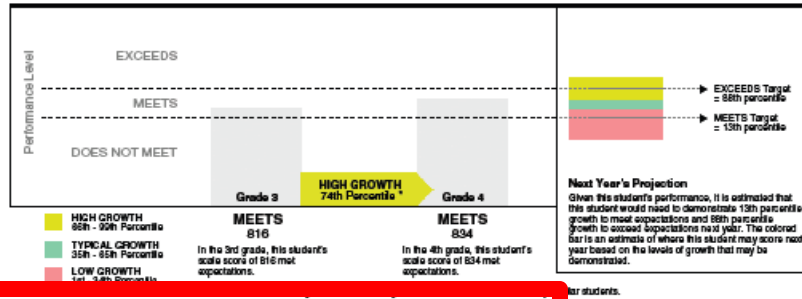 Performance Level
EXCEEDS
MEETS
DOES NOT MEET
Grade 3
HIGH GROWTH
74th Percentile *
Grade 4
EXCEEDS Target
= 88th percentile
MEETS Target
= 13th percentile
HIGH GROWTH
66th - 99th Percentile
TYPICAL GROWTH
35th - 65th Percentile
LOW GROWTH
1st - 34th Percentile
MEETS
816
In the 3rd grade, this student's
scale score of 816 met
expectations.
MEETS
834
In the 4th grade, this student's
scale score of 834 met
expectations.
Next Year's Projection
Given this student's performance, it is estimated that
this student would need to demonstrate 13th percentile
growth to meet expectations and 88th percentile
growth to exceed expectations next year. The colored
bar is an estimate of where this student may score next
year based on the levels of growth that may be
demonstrated.
students.